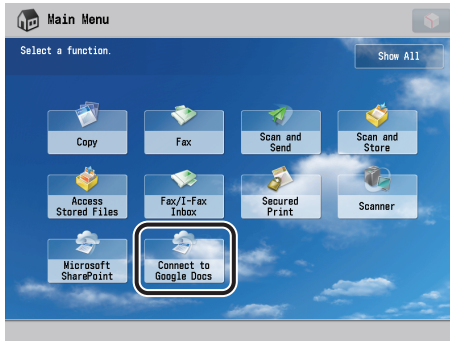 Main Menu
Select a function.
Show All
Copy
Fax
Scan and
Send
Scan and
Store
Access
Stored Files
Fax/I-Fax
Inbox
Secured
Print
Scanner
Microsoft
SharePoint
Connect to
Google Docs